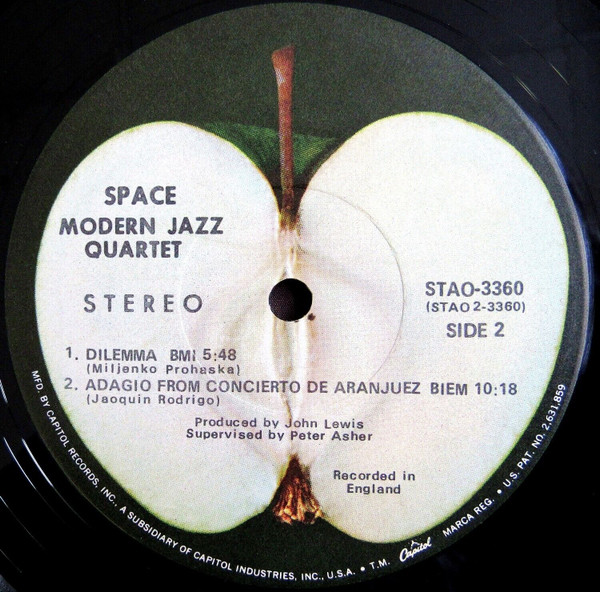 SPACE
MODERN JAZZ
QUARTET
STEREO
STAO-3360
(STAO 2-3360)
SIDE 2
1. DILEMMA BMI 5:48
(Miljenko Prohaska)
2. ADAGIO FROM CONCIERTO DE ARANJUEZ BIEM 10:18
(Jaoquin Rodrigo)
Produced by John Lewis
Supervised by Peter Asher
Recorded in
England
MFD. BY CAPITOL RECORDS, INC., A SUBSIDIARY OF CAPITOL INDUSTRIES, INC., U.S.A. • T.M. Capitol MARCA REG. • U.S. PAT. NO. 2,631,859